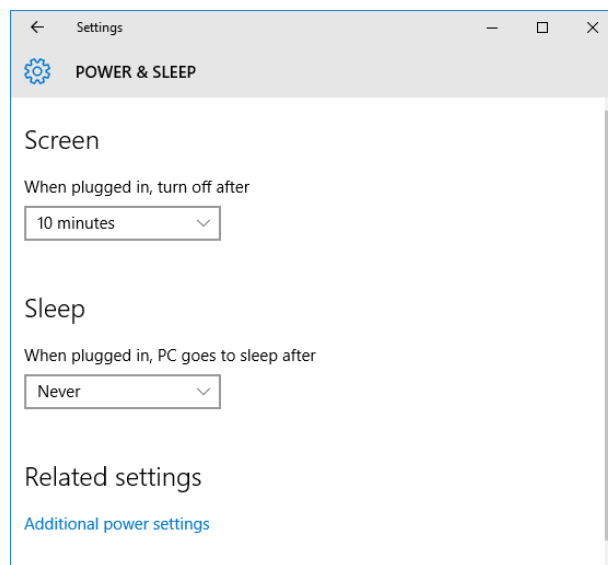 Settings
POWER & SLEEP
Screen
When plugged in, turn off after
10 minutes
Sleep
When plugged in, PC goes to sleep after
Never
Related settings
Additional power settings